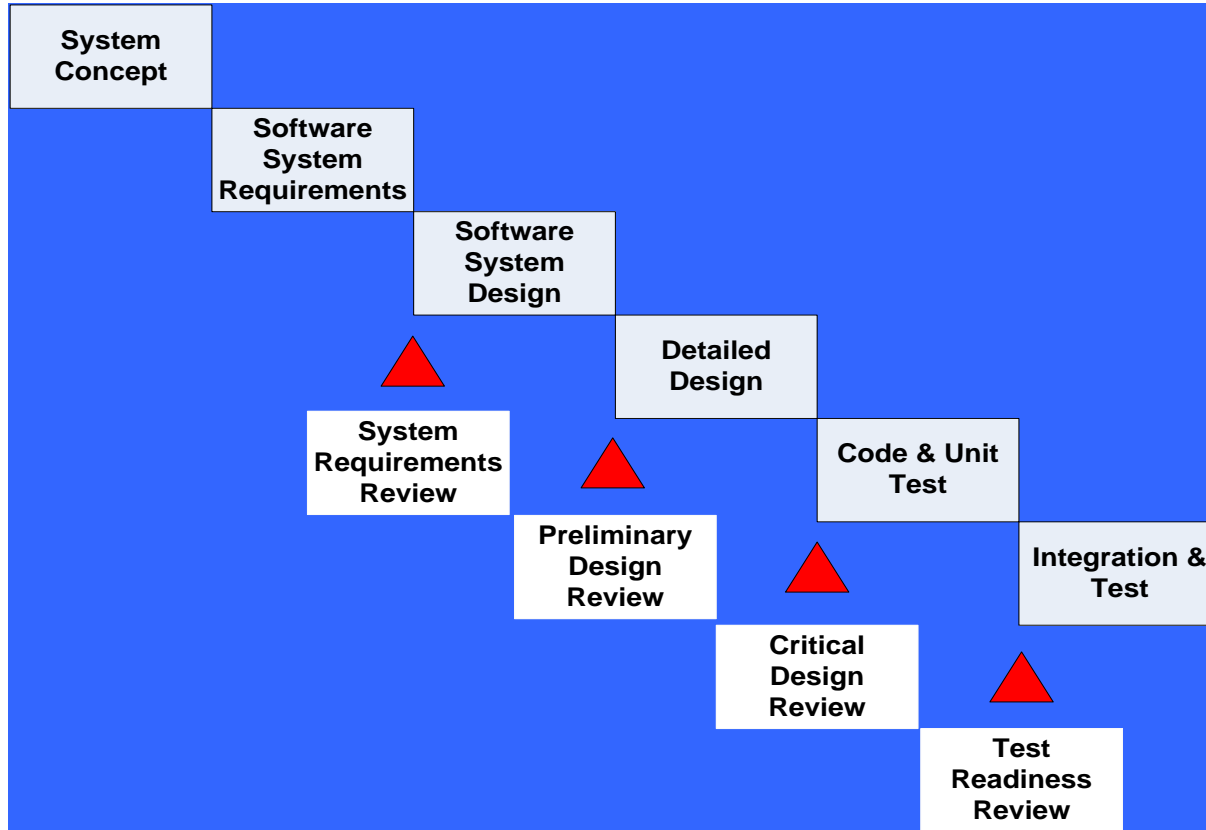 System
Concept
Software
System
Requirements
Software
System
Design
Detailed
Design
System
Requirements
Review
Code & Unit
Test
Preliminary
Design
Review
Integration &
Test
Critical
Design
Review
Test
Readiness
Review